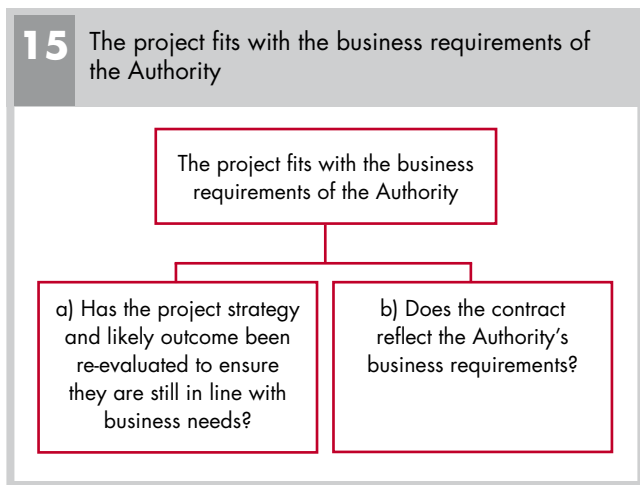 15 The project fits with the business requirements of
the Authority
The project fits with the business
requirements of the Authority
a) Has the project strategy
and likely outcome been
re-evaluated to ensure
they are still in line with
business needs?
b) Does the contract
reflect the Authority's
business requirements?